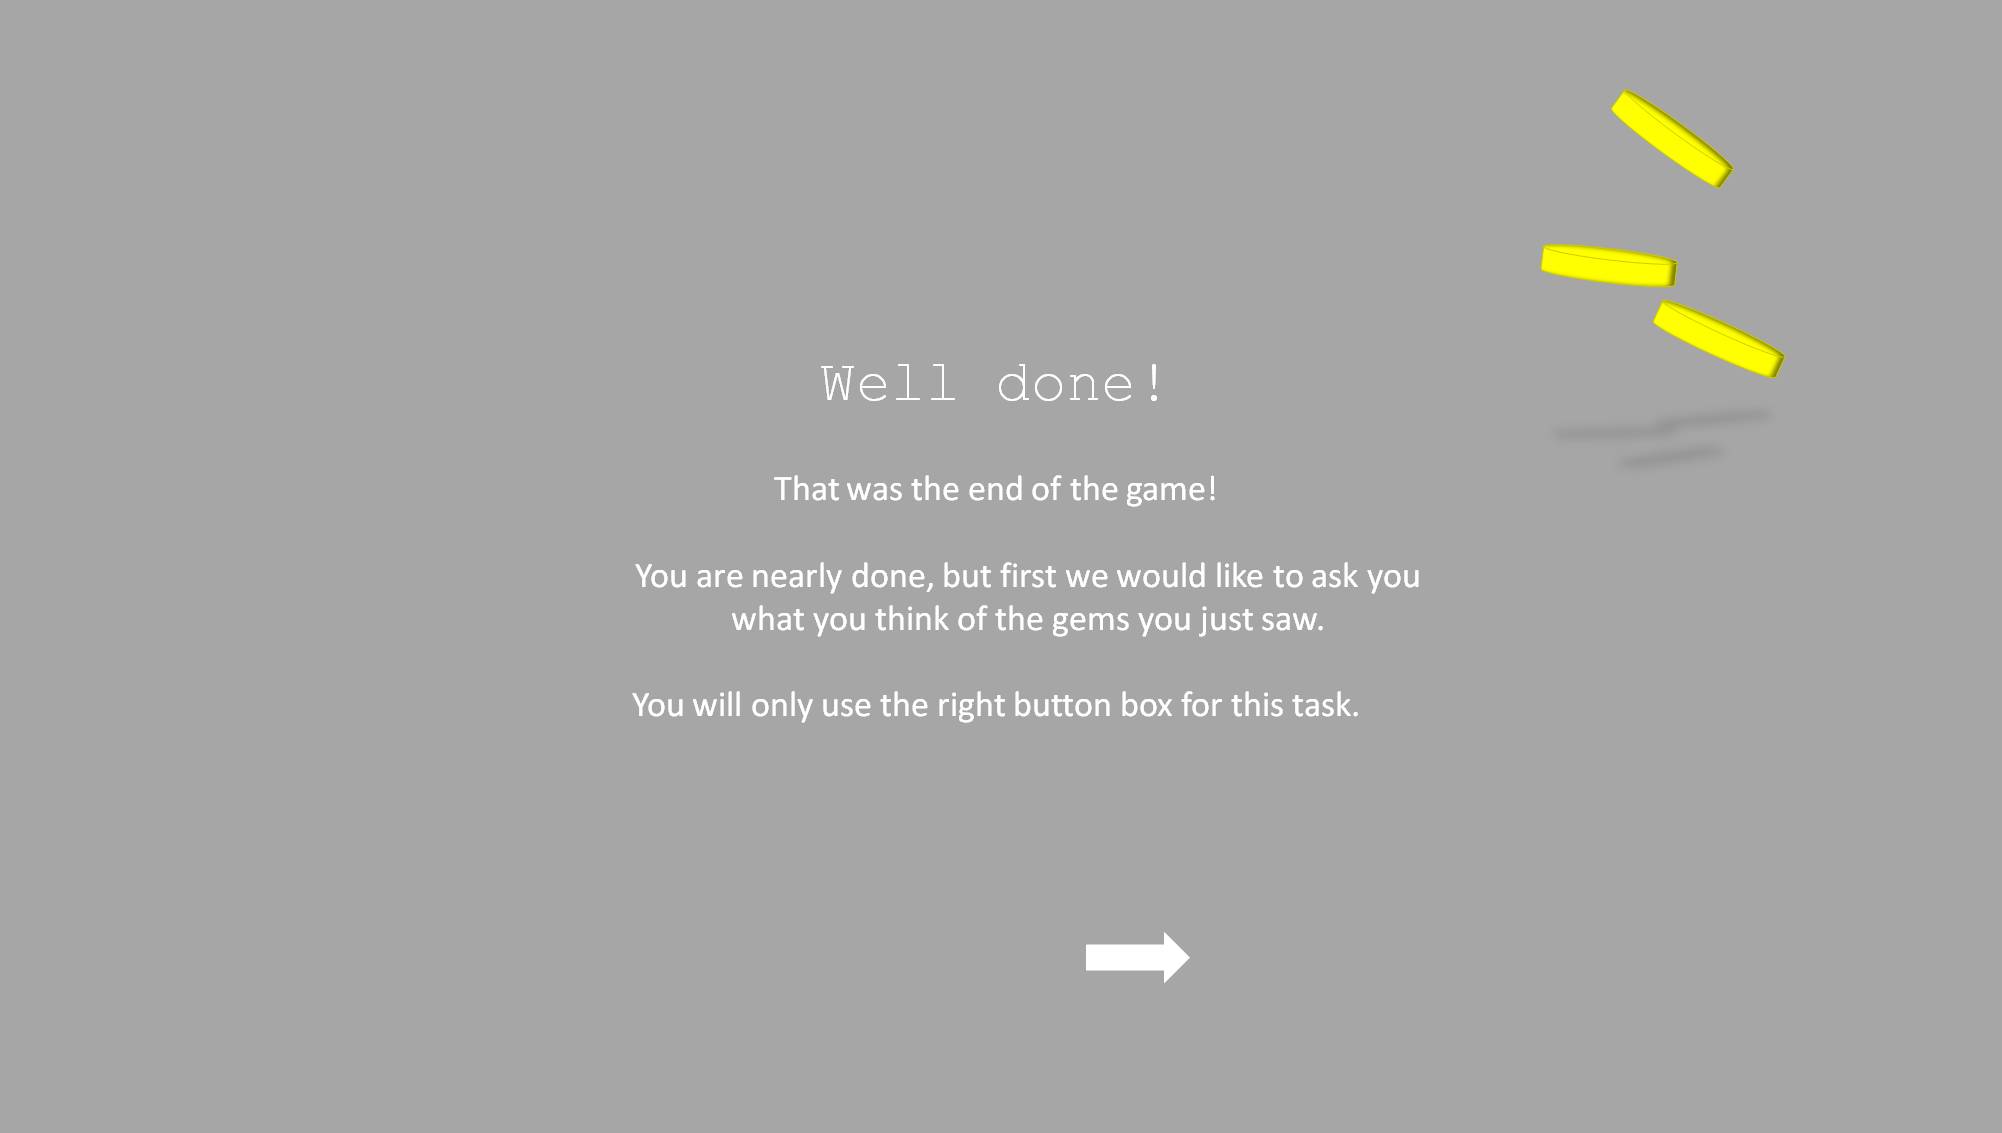 Well done!
That was the end of the game!
You are nearly done, but first we would like to ask you
what you think of the gems you just saw.
You will only use the right button box for this task.